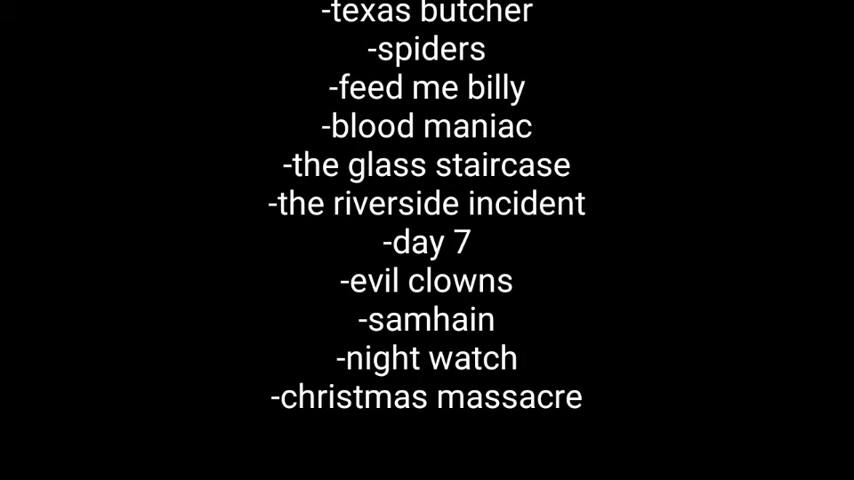 -texas butcher
-spiders
-feed me billy
-blood maniac
-the glass staircase
-the riverside incident
-day 7
-evil clowns
-samhain
-night watch
-christmas massacre